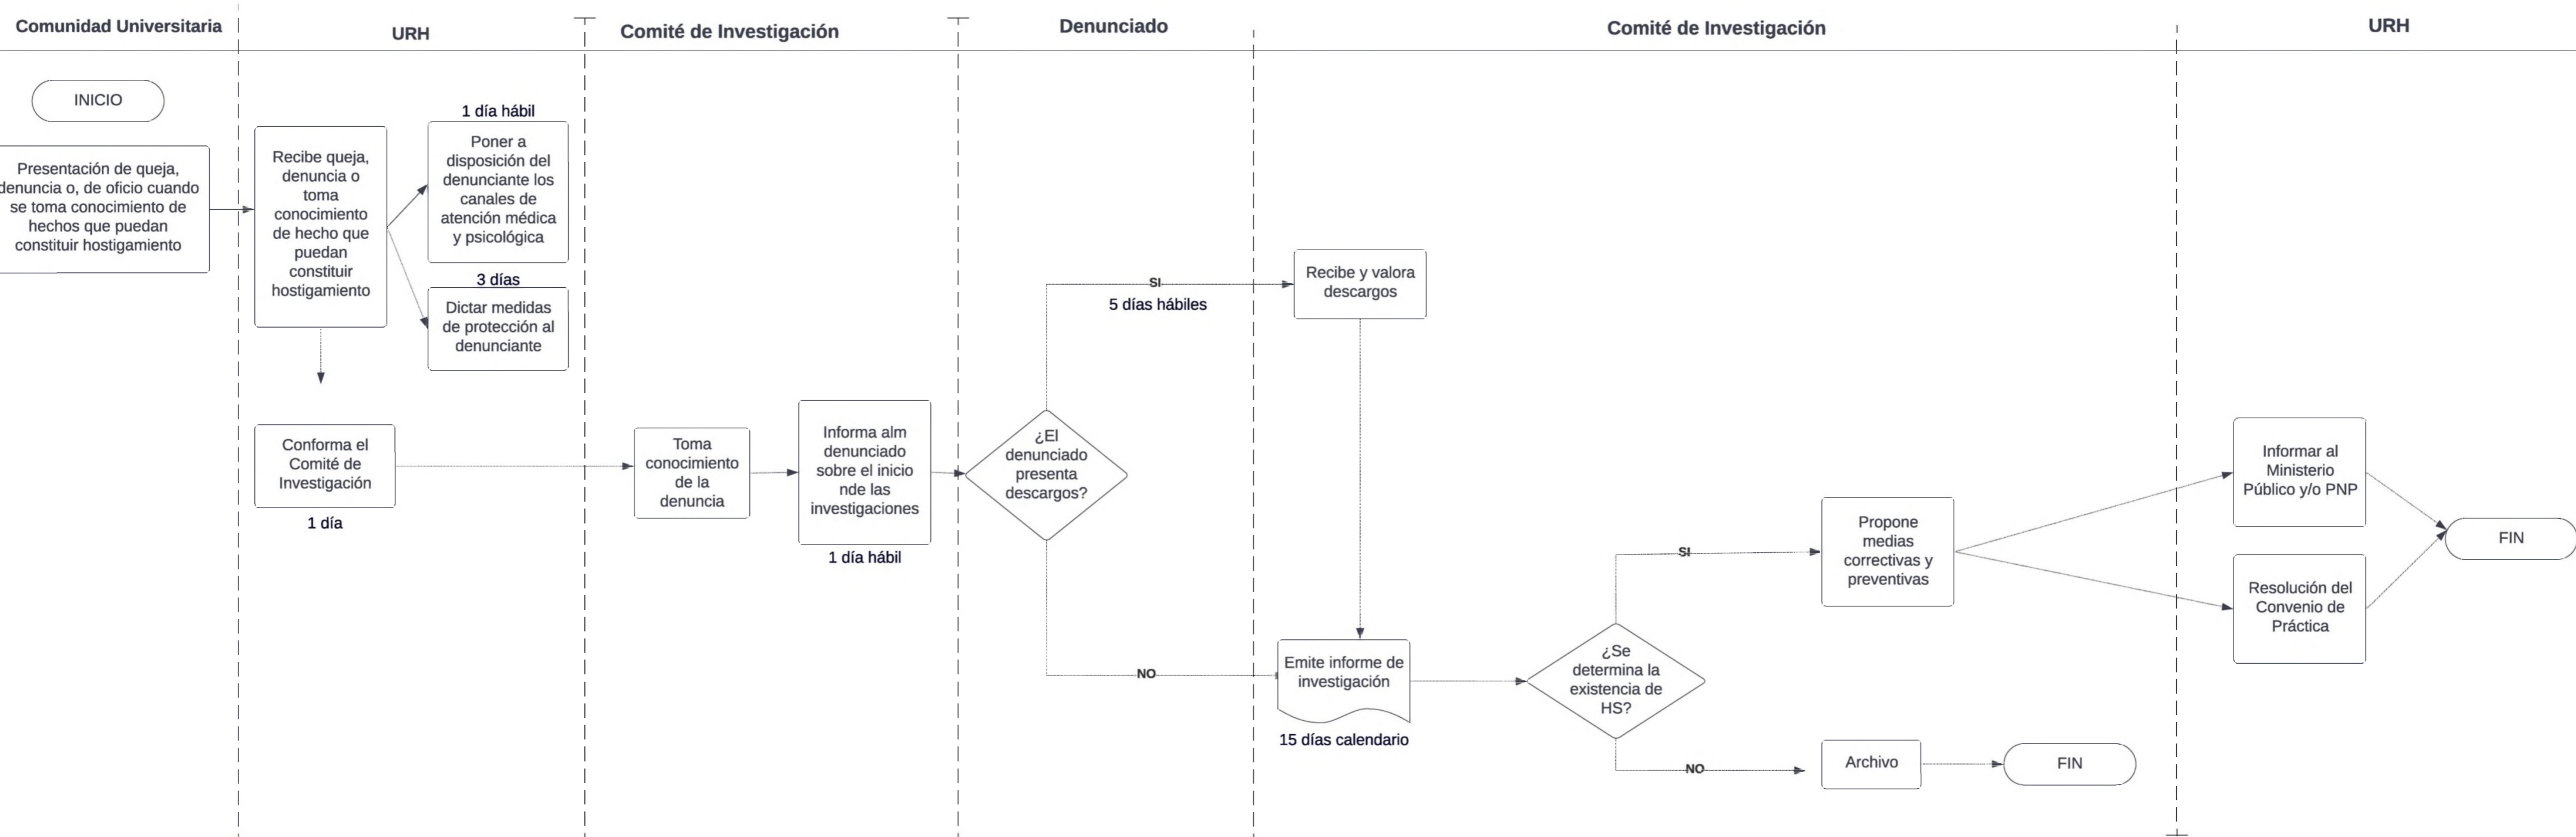 Comunidad Universitaria
URH
Comité de Investigación
Denunciado
Comité de Investigación
URH
INICIO
Presentación de queja,
denuncia o, de oficio cuando
se toma conocimiento de
hechos que puedan
constituir hostigamiento
Recibe queja,
denuncia o
toma
conocimiento
de hecho que
puedan
constituir
hostigamiento
1 día hábil
Poner a
disposición del
denunciante los
canales de
atención médica
y psicológica
3 días
Dictar medidas
de protección al
denunciante
Conforma el
Comité de
Investigación
1 día
Toma
conocimiento
de la
denuncia
Informa alm
denunciado
sobre el inicio
nde las
investigaciones
1 día hábil
¿El
denunciado
presenta
descargos?
SI
5 días hábiles
NO
Recibe y valora
descargos
Emite informe de
investigación
15 días calendario
¿Se
determina la
existencia de
HS?
SI
NO
Propone
medias
correctivas y
preventivas
Archivo
FIN
Informar al
Ministerio
Público y/o PNP
Resolución del
Convenio de
Práctica
FIN